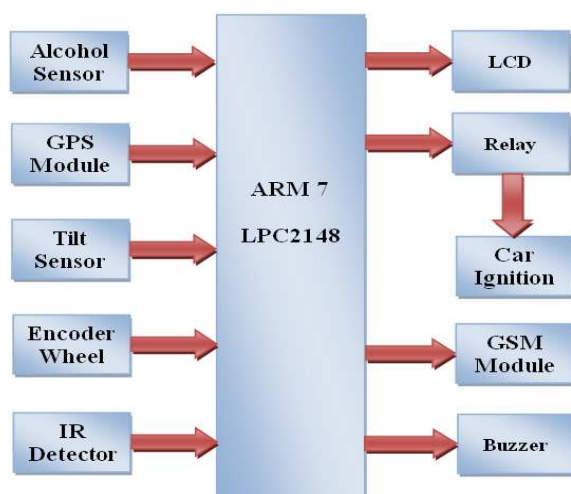 Alcohol
Sensor
GPS
Module
Tilt
Sensor
Encoder
Wheel
IR
Detector
ARM 7
LPC2148
LCD
Relay
Car
Ignition
GSM
Module
Buzzer